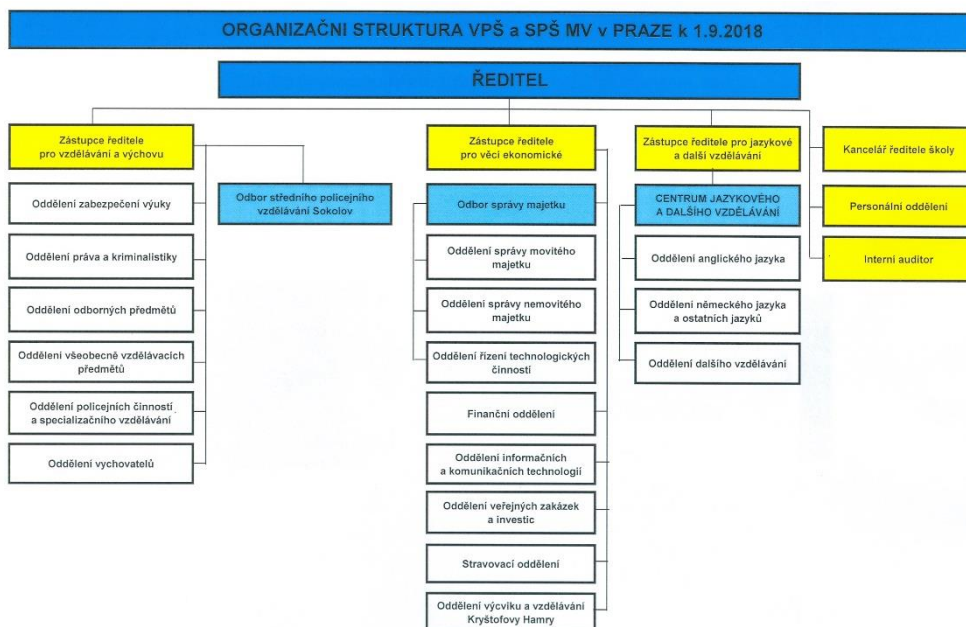 ORGANIZAČNI STRUKTURA VPŠ a SPŠ MV v PRAZE k 1.9.2018
ŘEDITEL
Zástupce ředitele
pro vzdělávání a výchovu
Oddělení zabezpečení výuky
Oddělení práva a kriminalistiky
Oddělení odborných předmětů
Oddělení všeobecně vzdělávacích
předmětů
Oddělení policejních činností
a specializačního vzdělávání
Oddělení vychovatelů
Odbor středního policejního
vzdělávání Sokolov
Zástupce ředitele
pro věci ekonomické
Odbor správy majetku
Oddělení správy movitého
majetku
Oddělení správy nemovitého
majetku
Oddělení řízení technologických
činností
Finanční oddělení
Oddělení informačních
a komunikačních technologií
Oddělení veřejných zakázek
a investic
Stravovací oddělení
Oddělení výcviku a vzdělávání
Kryštofovy Hamry
Zástupce ředitele pro jazykové
a další vzdělávání
CENTRUM JAZYKOVÉHO
A DALŠÍHO VZDĚLÁVÁNÍ
Oddělení anglického jazyka
Oddělení německého jazyka
a ostatních jazyků
Oddělení dalšího vzdělávání
Kancelář ředitele školy
Personální oddělení
Interní auditor